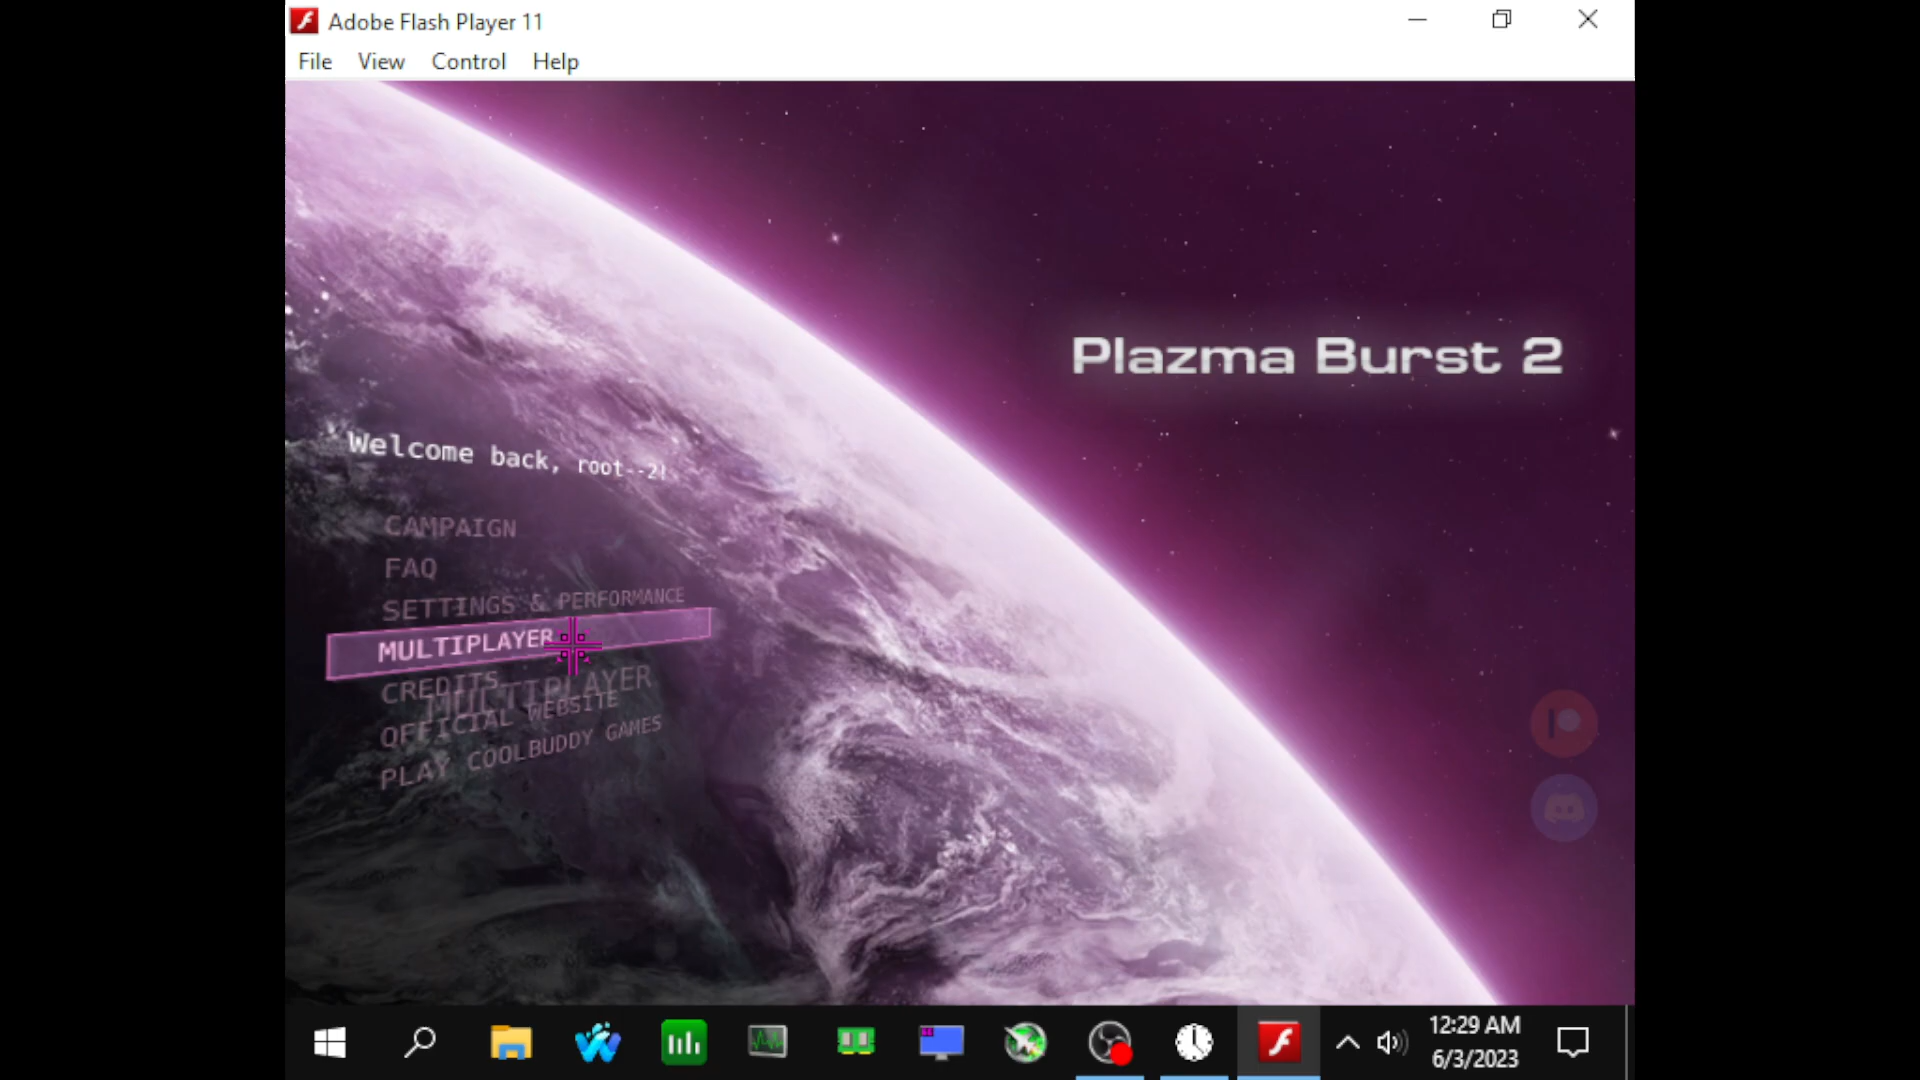 Adobe Flash Player 11
File View Control Help
Plazma Burst 2
Welcome back, root--2!
CAMPAIGN
FAQ
SETTINGS & PERFORMANCE
MULTIPLAYER
CREDITS
MULTIPLAYER
OFFICIAL WEBSITE
PLAY COOLBUDDY GAMES
12:29 AM
6/3/2023